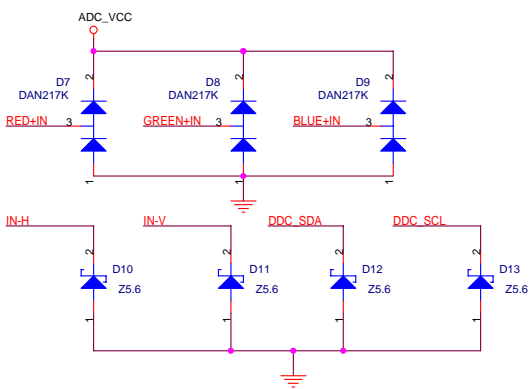 ADC_VCC
D7 D8 D9
DAN217K DAN217K DAN217K
2 2 2
RED+IN 3 GREEN+IN 3 BLUE+IN 3
1 1 1
IN-H IN-V DDC_SDA DDC_SCL
2 2 2 2
D10 D11 D12 D13
Z5.6 Z5.6 Z5.6 Z5.6
1 1 1 1